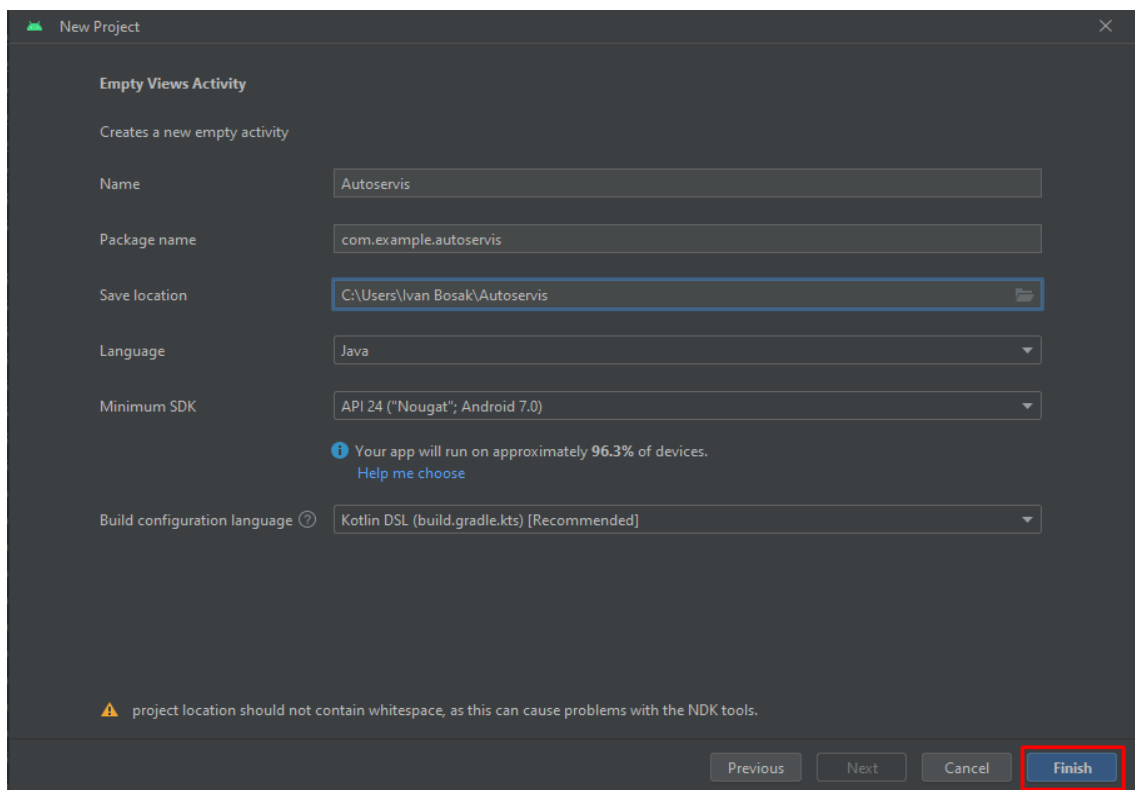 New Project
Empty Views Activity
Creates a new empty activity
Name Autoservis
Package name com.example.autoservis
Save location C:\Users\Ivan Bosak\Autoservis
Language Java
Minimum SDK API 24 ("Nougat"; Android 7.0)
Your app will run on approximately 96.3% of devices.
Help me choose
Build configuration language ? Kotlin DSL (build.gradle.kts) [Recommended]
project location should not contain whitespace, as this can cause problems with the NDK tools.
Previous Next Cancel Finish